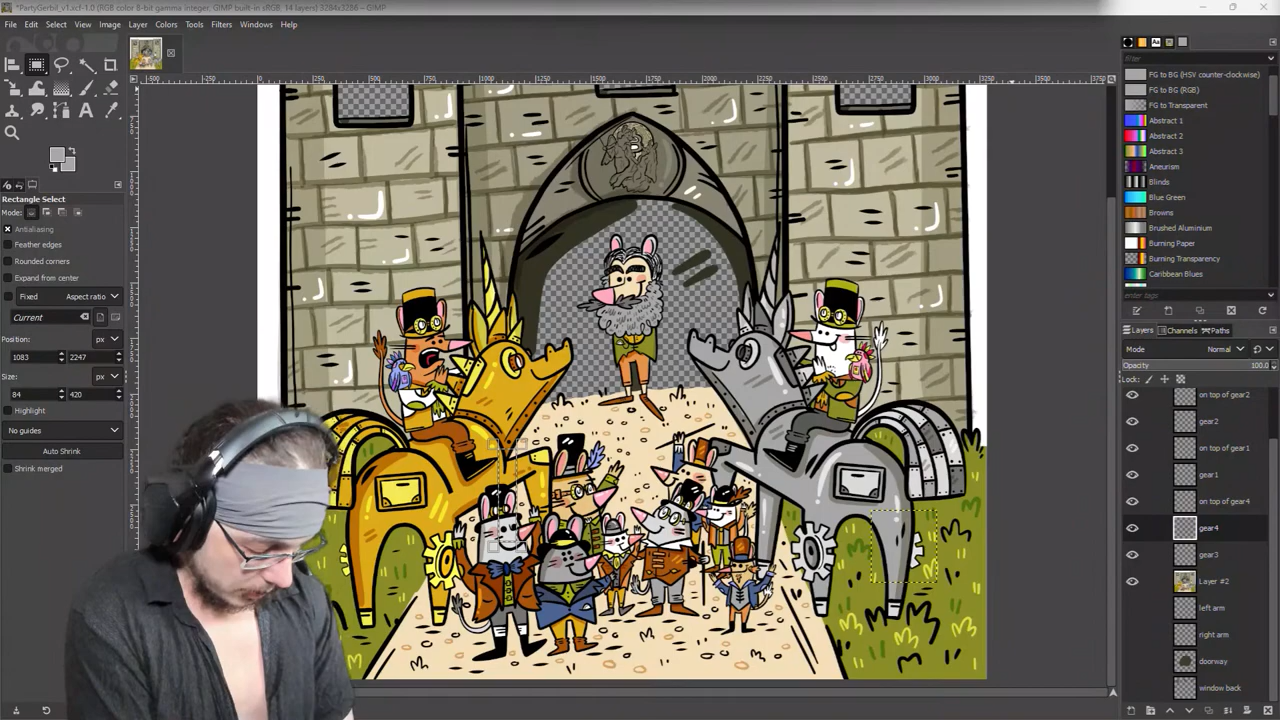 *PartyGerbil_v1.xcf-1.0 (RGB color 8-bit gamma integer, GIMP built-in sRGB, 14 layers) 3284x3286 – GIMP
File Edit Select View Image Layer Colors Tools Filters Windows Help
Rectangle Select
Mode:
Antialiasing
Feather edges
Rounded corners
Expand from center
Fixed Aspect ratio
Current
Position: px
1083 2247
Size: px
84 420
Highlight
No guides
Auto Shrink
Shrink merged
filter
FG to BG (HSV counter-clockwise)
FG to BG (RGB)
FG to Transparent
Abstract 1
Abstract 2
Abstract 3
Aneurism
Blinds
Blue Green
Browns
Brushed Aluminium
Burning Paper
Burning Transparency
Caribbean Blues
enter tags
Layers Channels Paths
Mode Normal
Opacity 100.0
Lock:
on top of gear2
gear2
on top of gear1
gear1
on top of gear4
gear4
gear3
Layer #2
left arm
right arm
doorway
window back